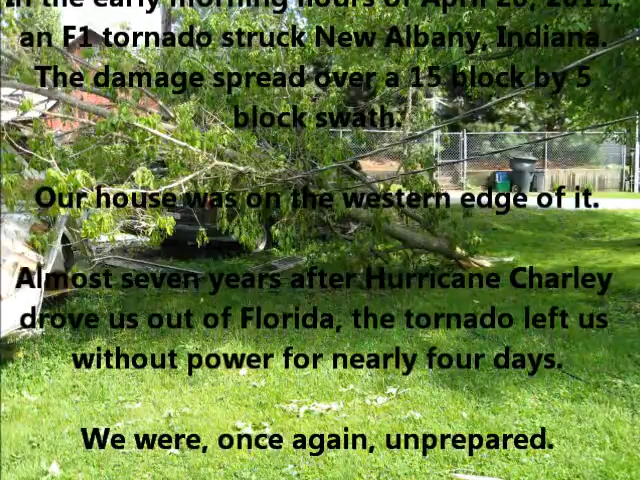 In the early morning hours of April 20, 2011,
an F1 tornado struck New Albany, Indiana.
The damage spread over a 15 block by 5
block swath.
Our house was on the western edge of it.
Almost seven years after Hurricane Charley
drove us out of Florida, the tornado left us
without power for nearly four days.
We were, once again, unprepared.